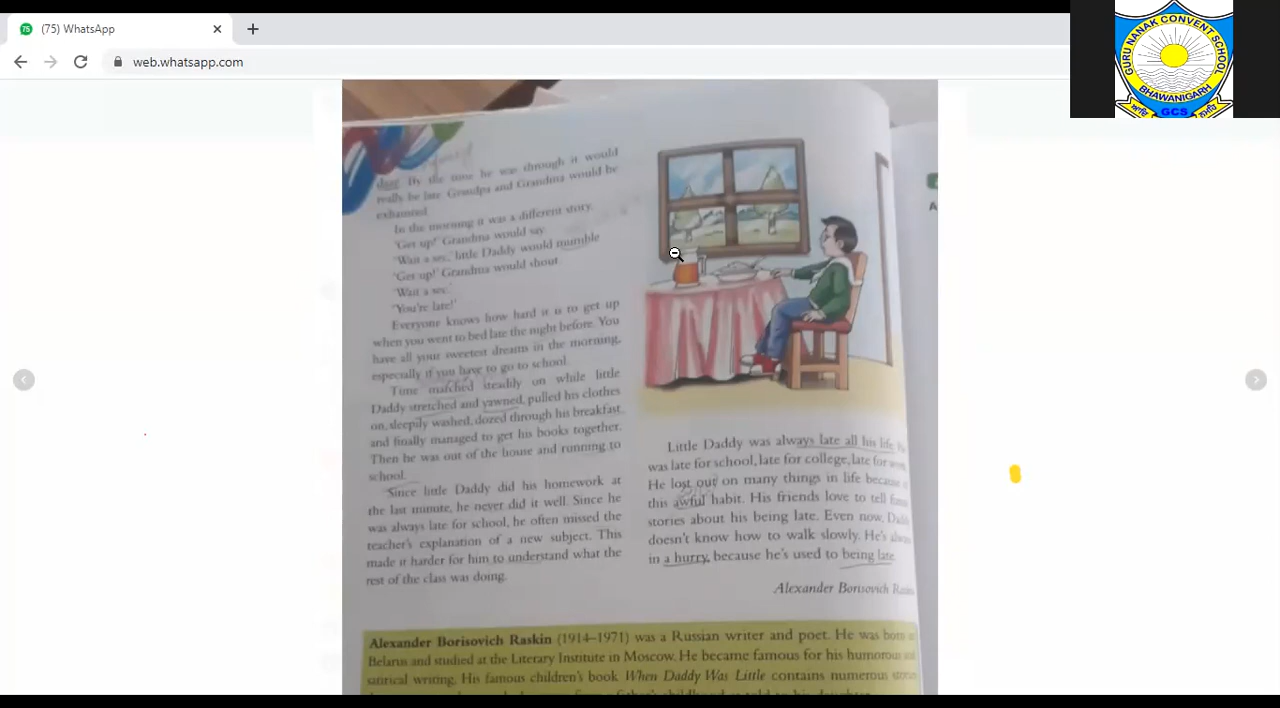 (75) WhatsApp
web.whatsapp.com
GURU NANAK CONVENT SCHOOL
BHAWANIGARH
GCS
door. By the time he was through it would
really be late. Grandpa and Grandma would be
exhausted.
In the morning it was a different story.
'Get up!' Grandma would say.
'Wait a sec,' little Daddy would mumble
'Get up!' Grandma would shout.
'Wait a sec.'
'You're late!'
Everyone knows how hard it is to get up
when you went to bed late the night before. You
have all your sweetest dreams in the morning,
especially if you have to go to school.
Time marched steadily on while little
Daddy stretched and yawned, pulled his clothes
on, sleepily washed, dozed through his breakfast,
and finally managed to get his books together.
Then he was out of the house and running to
school.
Since little Daddy did his homework at
the last minute, he never did it well. Since he
was always late for school, he often missed the
teacher's explanation of a new subject. This
made it harder for him to understand what the
rest of the class was doing.
A
Little Daddy was always late all his life.
was late for school, late for college, late for
He lost out on many things in life because
this awful habit. His friends love to tell
stories about his being late. Even now, Daddy
doesn't know how to walk slowly. He's always
in a hurry, because he's used to being late.
Alexander Borisovich Raskin
Alexander Borisovich Raskin (1914–1971) was a Russian writer and poet. He was born
Belarus and studied at the Literary Institute in Moscow. He became famous for his humorous
satirical writing. His famous children's book When Daddy Was Little contains numerous stories
childhood as told to his daughter